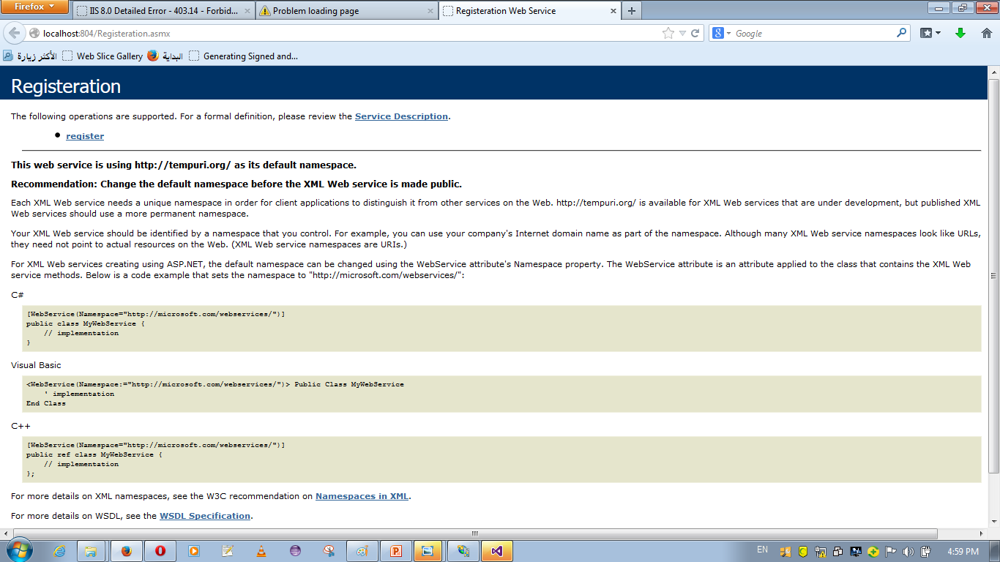 Firefox
IIS 8.0 Detailed Error - 403.14 - Forbid...
Problem loading page
Registeration Web Service
localhost:804/Registeration.asmx
Google
الأكثر زيارة
Web Slice Gallery
البداية
Generating Signed and...
Registeration
The following operations are supported. For a formal definition, please review the Service Description.
register
This web service is using http://tempuri.org/ as its default namespace.
Recommendation: Change the default namespace before the XML Web service is made public.
Each XML Web service needs a unique namespace in order for client applications to distinguish it from other services on the Web. http://tempuri.org/ is available for XML Web services that are under development, but published XML
Web services should use a more permanent namespace.
Your XML Web service should be identified by a namespace that you control. For example, you can use your company's Internet domain name as part of the namespace. Although many XML Web service namespaces look like URLs,
they need not point to actual resources on the Web. (XML Web service namespaces are URIs.)
For XML Web services creating using ASP.NET, the default namespace can be changed using the WebService attribute's Namespace property. The WebService attribute is an attribute applied to the class that contains the XML Web
service methods. Below is a code example that sets the namespace to "http://microsoft.com/webservices/":
C#
[WebService(Namespace="http://microsoft.com/webservices/")]
public class MyWebService {
// implementation
}
Visual Basic
<WebService(Namespace:="http://microsoft.com/webservices/")> Public Class MyWebService
' implementation
End Class
C++
[WebService(Namespace="http://microsoft.com/webservices/")]
public ref class MyWebService {
// implementation
};
For more details on XML namespaces, see the W3C recommendation on Namespaces in XML.
For more details on WSDL, see the WSDL Specification.
EN
4:59 PM